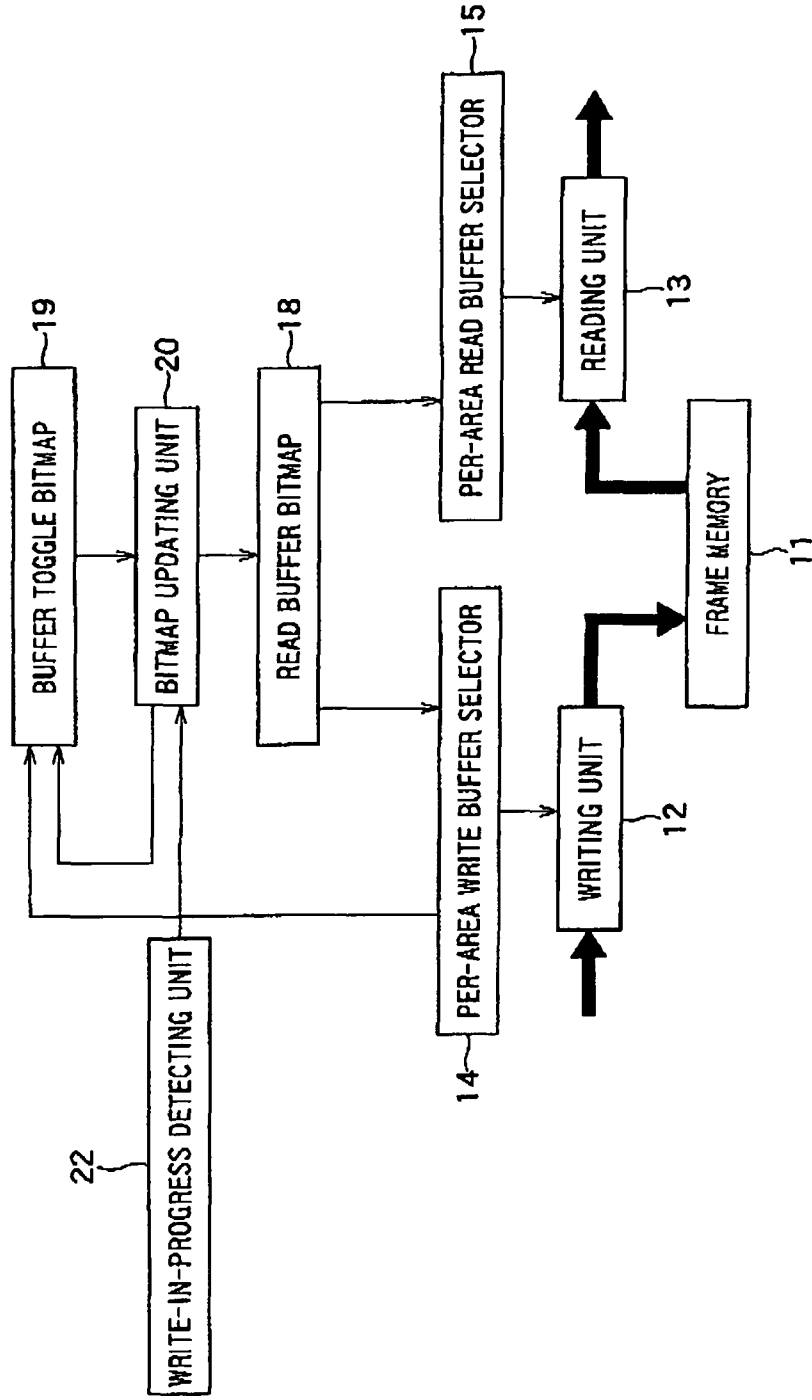 19
BUFFER TOGGLE BITMAP
20
BITMAP UPDATING UNIT
22
WRITE-IN-PROGRESS DETECTING UNIT
18
READ BUFFER BITMAP
14
PER-AREA WRITE BUFFER SELECTOR
15
PER-AREA READ BUFFER SELECTOR
WRITING UNIT
12
READING UNIT
13
FRAME MEMORY
11